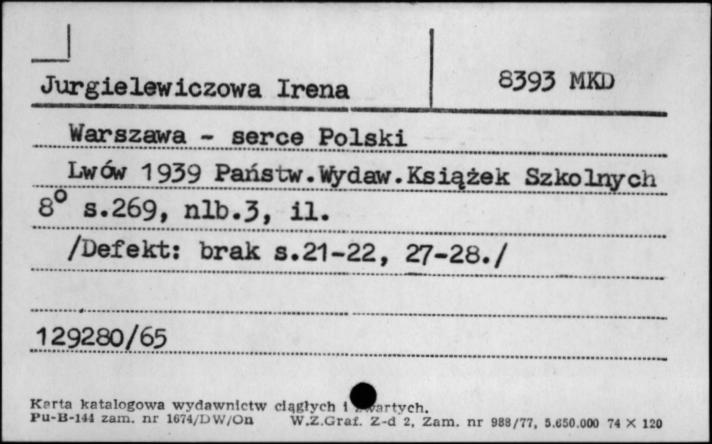 Jurgielewiczowa Irena 8393 MKD
Warszawa - serce Polski
Lwów 1939 Państw.Wydaw.Książek Szkolnych
8° s.269, nlb.3, il.
/Defekt: brak s.21-22, 27-28./
129280/65
Karta katalogowa wydawnictw ciągłych i zwartych.
Pu-B-144 zam. nr 1674/DW/On W.Z.Graf. Z-d 2, Zam. nr 988/77, 5.650.000 74 X 120